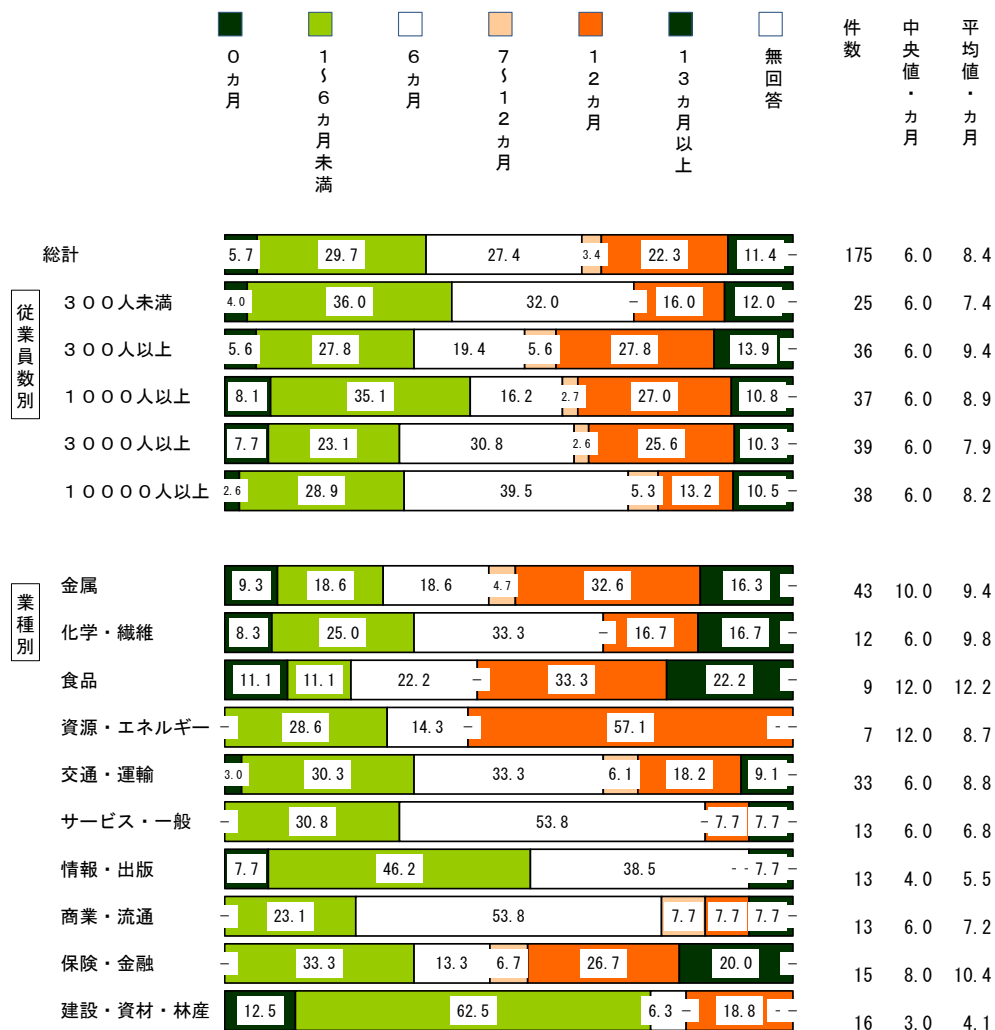 ０ヵ月
１～６ヵ月未満
６ヵ月
７～１２ヵ月
１２ヵ月
１３ヵ月以上
無回答
件数
中央値・ヵ月
平均値・ヵ月
総計 5.7 29.7 27.4 3.4 22.3 11.4 - 175 6.0 8.4
従業員数別
３００人未満 4.0 36.0 32.0 - 16.0 12.0 - 25 6.0 7.4
３００人以上 5.6 27.8 19.4 5.6 27.8 13.9 - 36 6.0 9.4
１０００人以上 8.1 35.1 16.2 2.7 27.0 10.8 - 37 6.0 8.9
３０００人以上 7.7 23.1 30.8 2.6 25.6 10.3 - 39 6.0 7.9
１００００人以上 2.6 28.9 39.5 5.3 13.2 10.5 - 38 6.0 8.2
業種別
金属 9.3 18.6 18.6 4.7 32.6 16.3 - 43 10.0 9.4
化学・繊維 8.3 25.0 33.3 - 16.7 16.7 - 12 6.0 9.8
食品 11.1 11.1 22.2 - 33.3 22.2 - 9 12.0 12.2
資源・エネルギー - 28.6 14.3 - 57.1 - - 7 12.0 8.7
交通・運輸 3.0 30.3 33.3 6.1 18.2 9.1 - 33 6.0 8.8
サービス・一般 - 30.8 53.8 - 7.7 7.7 - 13 6.0 6.8
情報・出版 7.7 46.2 38.5 - - 7.7 - 13 4.0 5.5
商業・流通 - 23.1 53.8 7.7 7.7 7.7 - 13 6.0 7.2
保険・金融 - 33.3 13.3 6.7 26.7 20.0 - 15 8.0 10.4
建設・資材・林産 12.5 62.5 6.3 - 18.8 - - 16 3.0 4.1